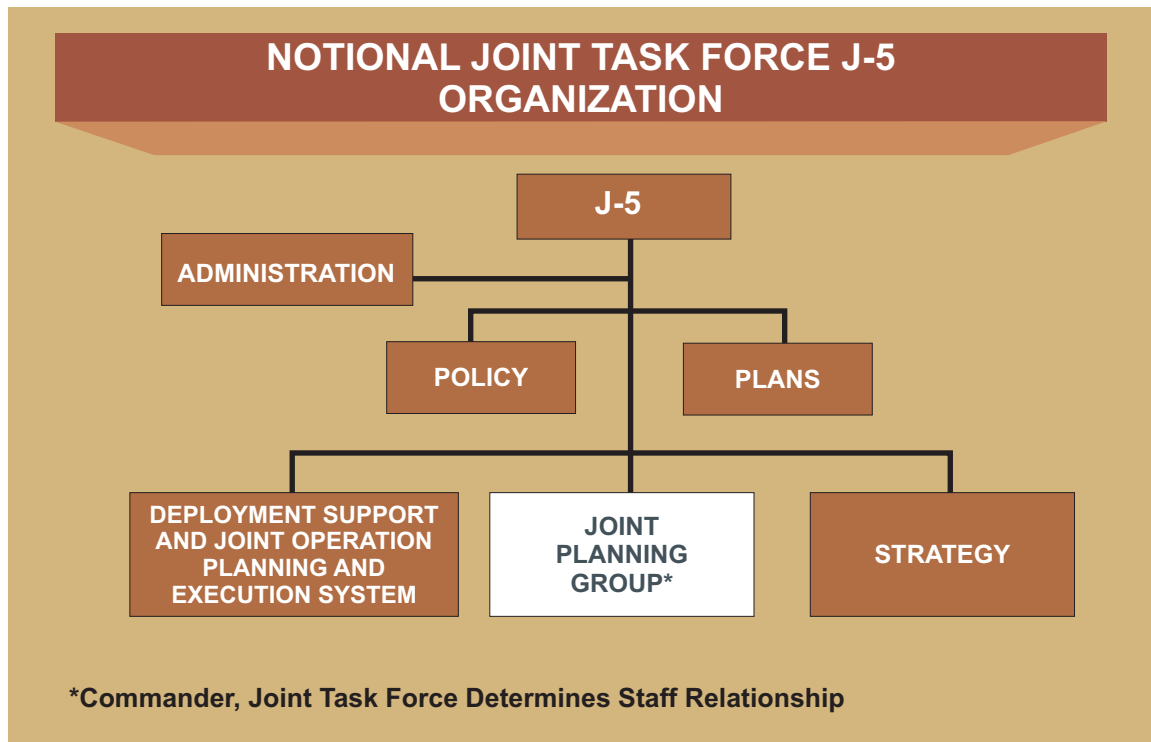 NOTIONAL JOINT TASK FORCE J-5
ORGANIZATION
J-5
ADMINISTRATION
POLICY
PLANS
DEPLOYMENT SUPPORT
AND JOINT OPERATION
PLANNING AND
EXECUTION SYSTEM
JOINT
PLANNING
GROUP*
STRATEGY
*Commander, Joint Task Force Determines Staff Relationship